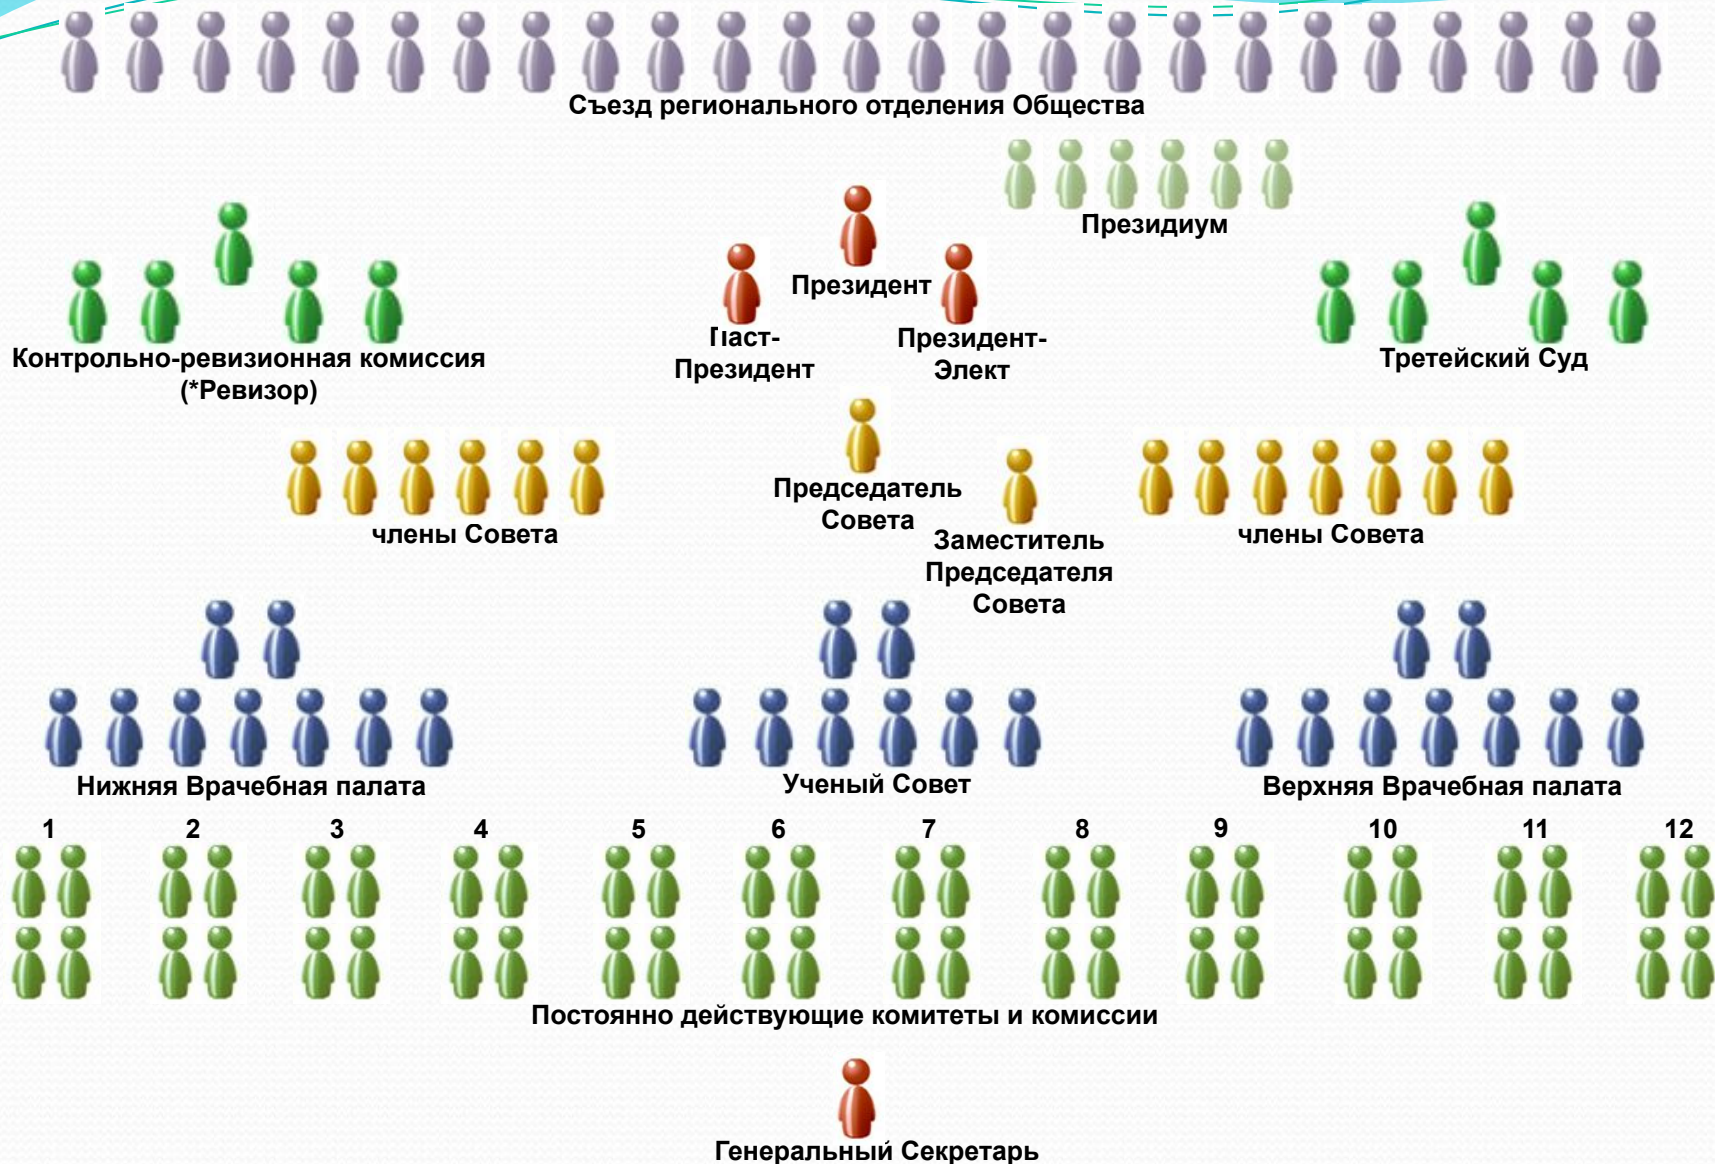 Съезд регионального отделения Общества
Президиум
Президент
Паст-
Президент
Президент-
Элект
Контрольно-ревизионная комиссия
(*Ревизор)
Третейский Суд
члены Совета
Председатель
Совета
Заместитель
Председателя
Совета
члены Совета
Нижняя Врачебная палата
Ученый Совет
Верхняя Врачебная палата
1 2 3 4 5 6 7 8 9 10 11 12
Постоянно действующие комитеты и комиссии
Генеральный Секретарь